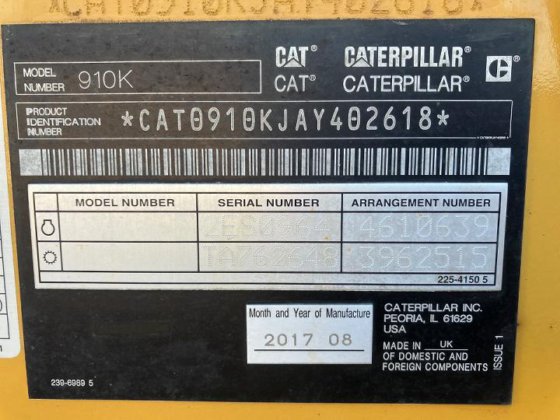 *CAT0910KJAY402618*
CAT CATERPILLAR
MODEL NUMBER 910K
CAT® CATERPILLAR®
PRODUCT IDENTIFICATION NUMBER *CAT0910KJAY402618*
MODEL NUMBER SERIAL NUMBER ARRANGEMENT NUMBER
4610639
3962515
225-4150 5
Month and Year of Manufacture
2017 08
CATERPILLAR INC.
PEORIA, IL 61629
USA
MADE IN UK
OF DOMESTIC AND
FOREIGN COMPONENTS
ISSUE 1
239-6969 5